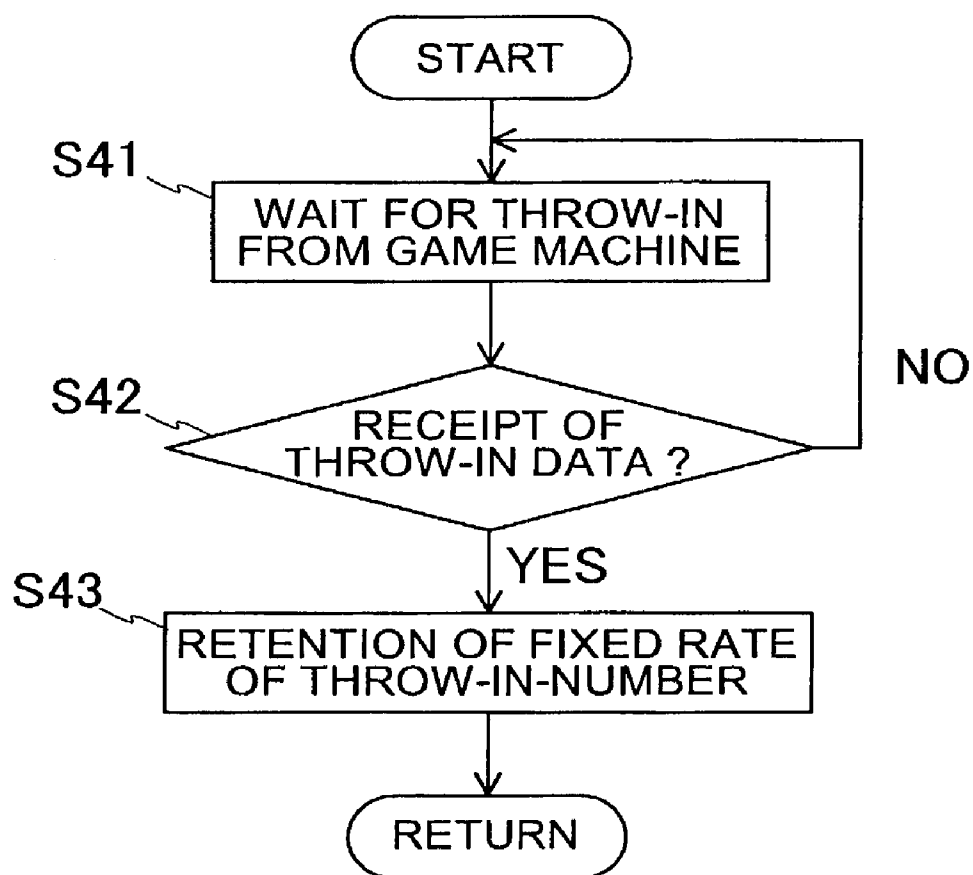 START
S41
WAIT FOR THROW-IN
FROM GAME MACHINE
NO
S42
RECEIPT OF
THROW-IN DATA ?
YES
S43
RETENTION OF FIXED RATE
OF THROW-IN-NUMBER
RETURN